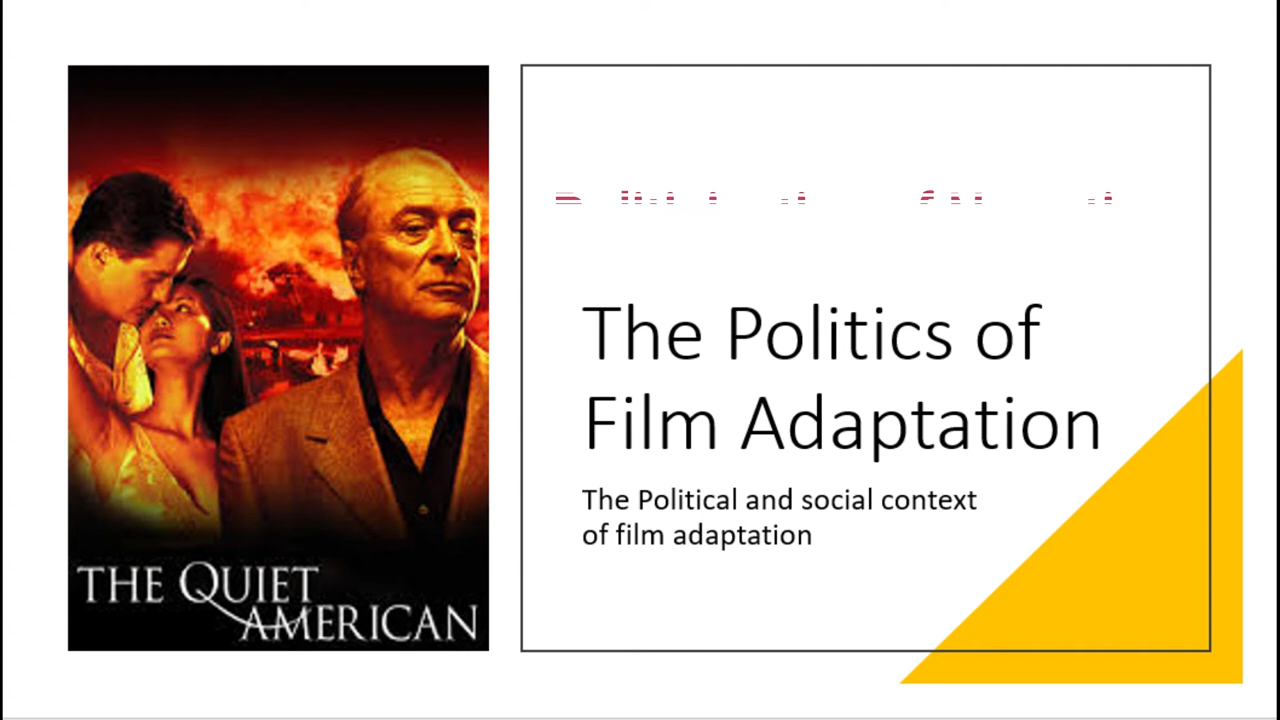 THE QUIET
AMERICAN
The Politics of
Film Adaptation
The Political and social context
of film adaptation